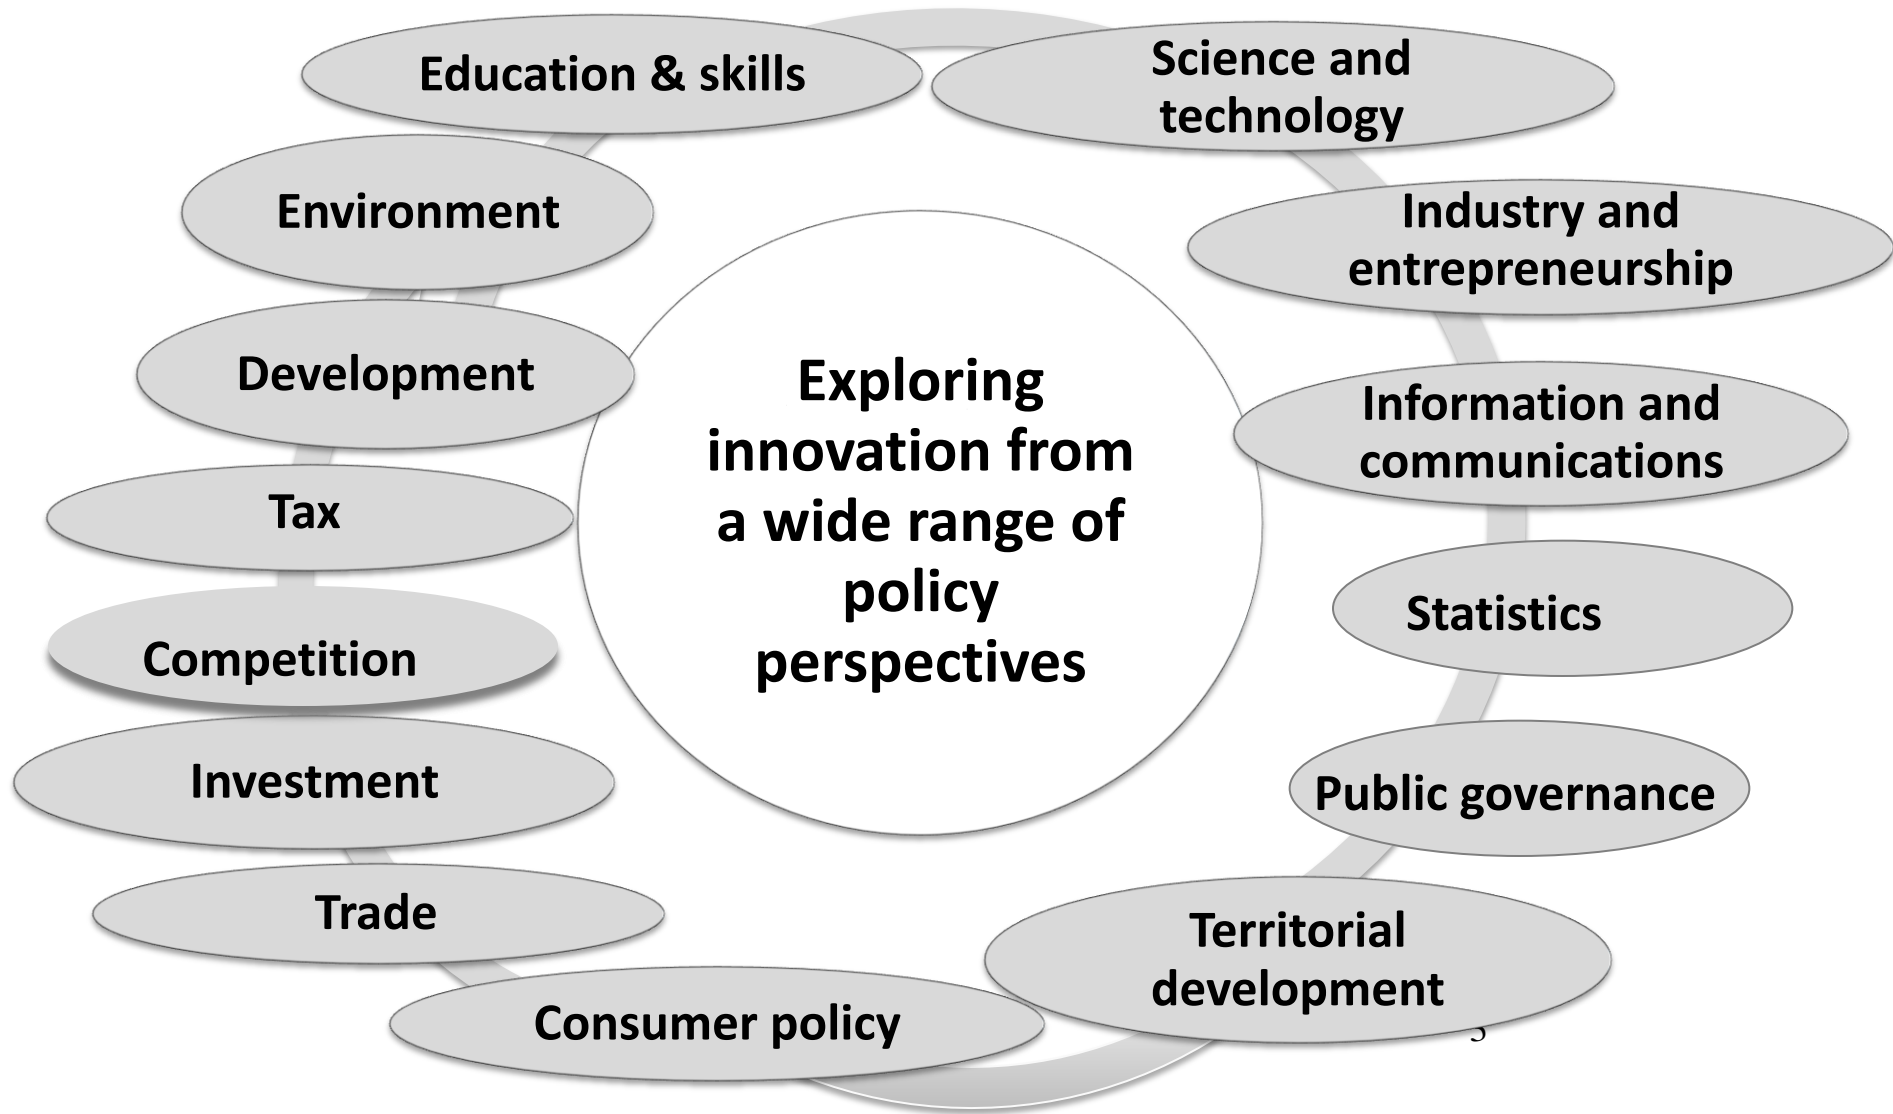 Education & skills
Science and
technology
Environment
Industry and
entrepreneurship
Development
Exploring
innovation from
a wide range of
policy
perspectives
Information and
communications
Tax
Statistics
Competition
Investment
Public governance
Trade
Territorial
development
Consumer policy